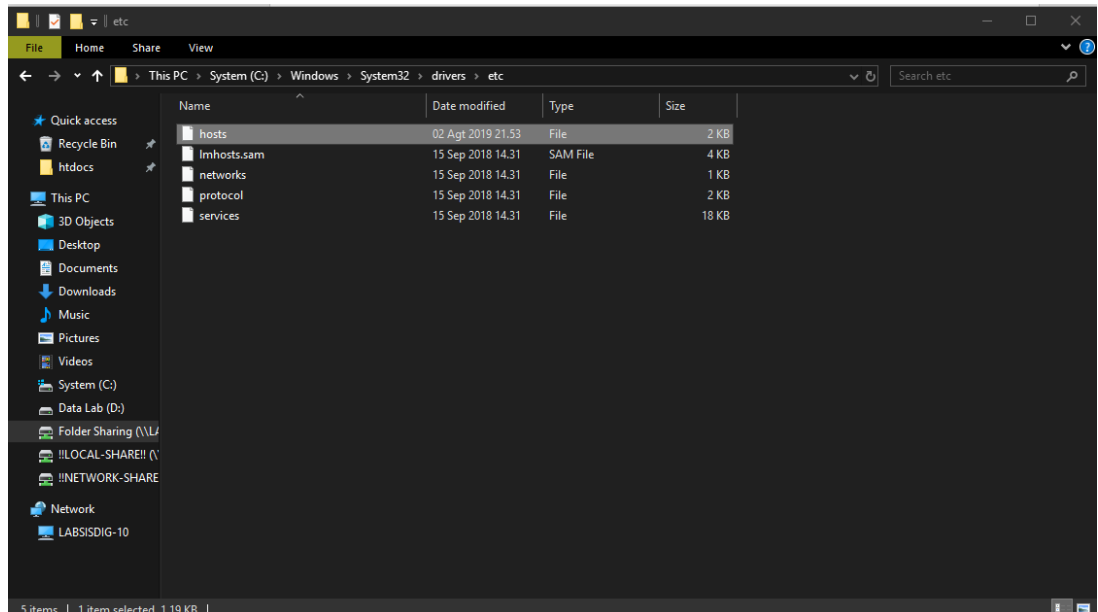 etc
File Home Share View
This PC > System (C:) > Windows > System32 > drivers > etc
Search etc
Name Date modified Type Size
Quick access
Recycle Bin
htdocs
This PC
3D Objects
Desktop
Documents
Downloads
Music
Pictures
Videos
System (C:)
Data Lab (D:)
Folder Sharing (\\LA
!!LOCAL-SHARE!! (\
!!NETWORK-SHARE
Network
LABSISDIG-10
hosts 02 Agt 2019 21.53 File 2 KB
lmhosts.sam 15 Sep 2018 14.31 SAM File 4 KB
networks 15 Sep 2018 14.31 File 1 KB
protocol 15 Sep 2018 14.31 File 2 KB
services 15 Sep 2018 14.31 File 18 KB
5 items 1 item selected 1,19 KB